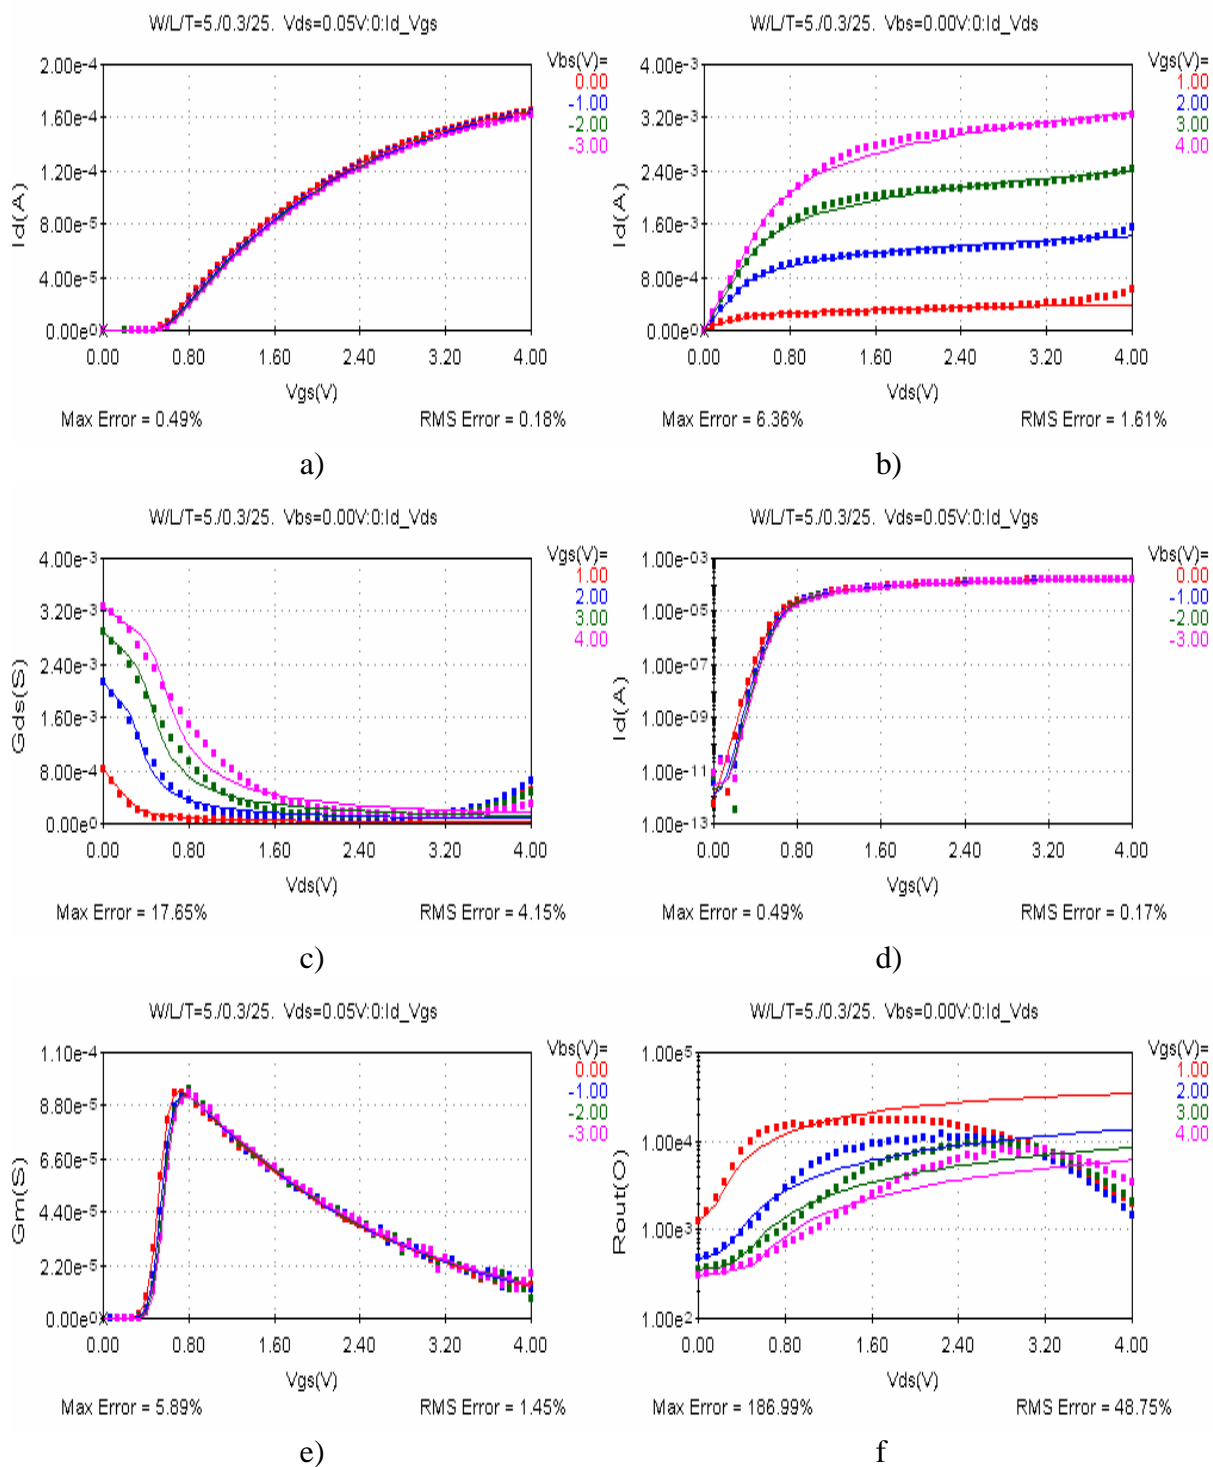 W/L/T=5./0.3/25. Vds=0.05V:0:Id_Vgs
Vbs(V)=
0.00
-1.00
-2.00
-3.00
2.00e-4
1.60e-4
1.20e-4
8.00e-5
4.00e-5
0.00e0
Id(A)
0.00 0.80 1.60 2.40 3.20 4.00
Vgs(V)
Max Error = 0.49% RMS Error = 0.18%
a)
W/L/T=5./0.3/25. Vbs=0.00V:0:Id_Vds
Vgs(V)=
1.00
2.00
3.00
4.00
4.00e-3
3.20e-3
2.40e-3
1.60e-3
8.00e-4
0.00e0
Id(A)
0.00 0.80 1.60 2.40 3.20 4.00
Vds(V)
Max Error = 6.36% RMS Error = 1.61%
b)
W/L/T=5./0.3/25. Vbs=0.00V:0:Id_Vds
Vgs(V)=
1.00
2.00
3.00
4.00
4.00e-3
3.20e-3
2.40e-3
1.60e-3
8.00e-4
0.00e0
Gds(S)
0.00 0.80 1.60 2.40 3.20 4.00
Vds(V)
Max Error = 17.65% RMS Error = 4.15%
c)
W/L/T=5./0.3/25. Vds=0.05V:0:Id_Vgs
Vbs(V)=
0.00
-1.00
-2.00
-3.00
1.00e-03
1.00e-05
1.00e-07
1.00e-09
1.00e-11
1.00e-13
Id(A)
0.00 0.80 1.60 2.40 3.20 4.00
Vgs(V)
Max Error = 0.49% RMS Error = 0.17%
d)
W/L/T=5./0.3/25. Vds=0.05V:0:Id_Vgs
Vbs(V)=
0.00
-1.00
-2.00
-3.00
1.10e-4
8.80e-5
6.60e-5
4.40e-5
2.20e-5
0.00e0
Gm(S)
0.00 0.80 1.60 2.40 3.20 4.00
Vgs(V)
Max Error = 5.89% RMS Error = 1.45%
e)
W/L/T=5./0.3/25. Vbs=0.00V:0:Id_Vds
Vgs(V)=
1.00
2.00
3.00
4.00
1.00e5
1.00e4
1.00e3
1.00e2
Rout(O)
0.00 0.80 1.60 2.40 3.20 4.00
Vds(V)
Max Error = 186.99% RMS Error = 48.75%
f